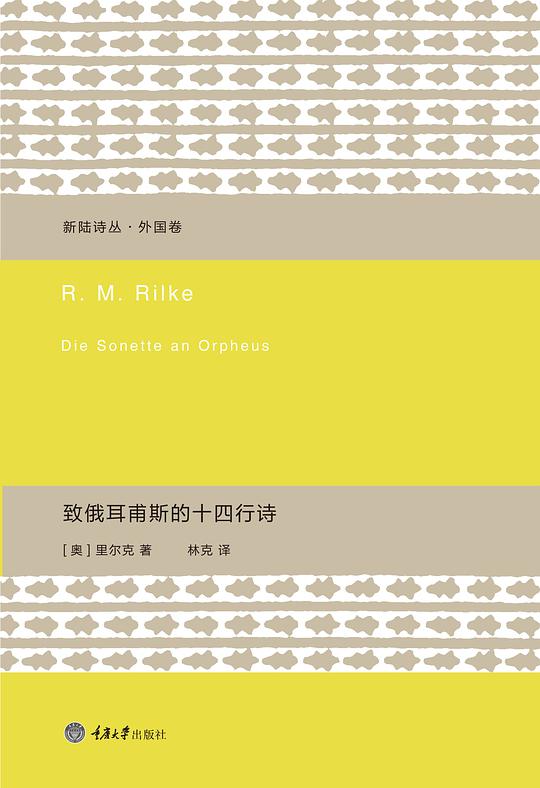 新陆诗丛·外国卷
R. M. Rilke
Die Sonette an Orpheus
致俄耳甫斯的十四行诗
[奥]里尔克 著 林克 译
重庆大学出版社